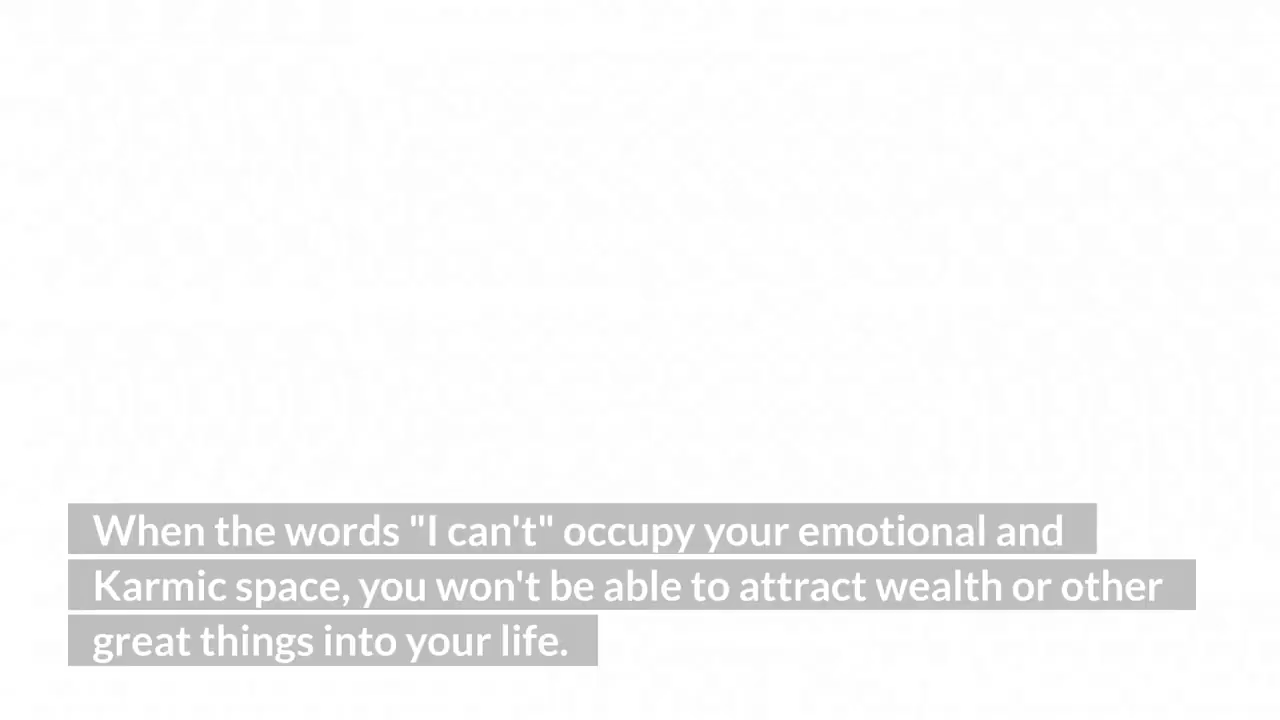 When the words "I can't" occupy your emotional and
Karmic space, you won't be able to attract wealth or other
great things into your life.